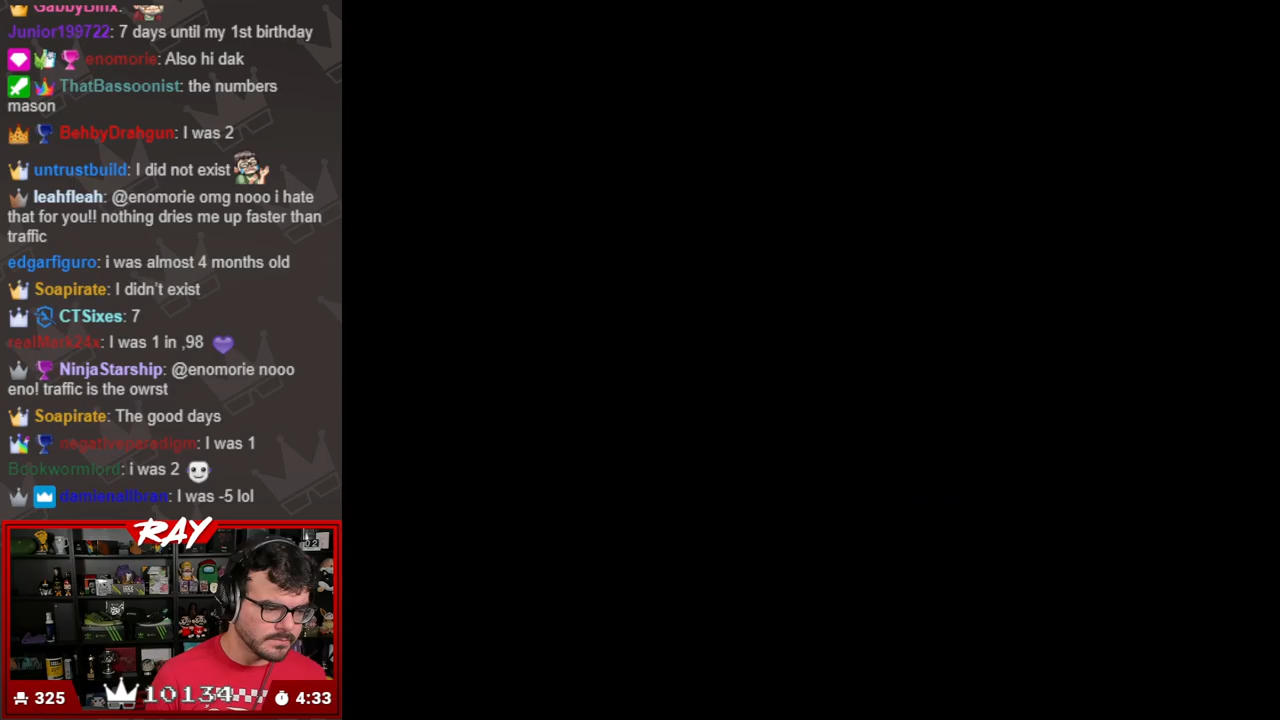 GabbyBinx:
Junior199722: 7 days until my 1st birthday
enomorie: Also hi dak
ThatBassoonist: the numbers
mason
BehbyDrahgun: I was 2
untrustbuild: I did not exist
leahfleah: @enomorie omg nooo i hate
that for you!! nothing dries me up faster than
traffic
edgarfiguro: i was almost 4 months old
Soapirate: I didn't exist
CTSixes: 7
realMark24x: I was 1 in ,98
NinjaStarship: @enomorie nooo
eno! traffic is the owrst
Soapirate: The good days
negativeparadigm: I was 1
Bookwormlord: i was 2
damienallbran: I was -5 lol
RAY
325
10134
4:33